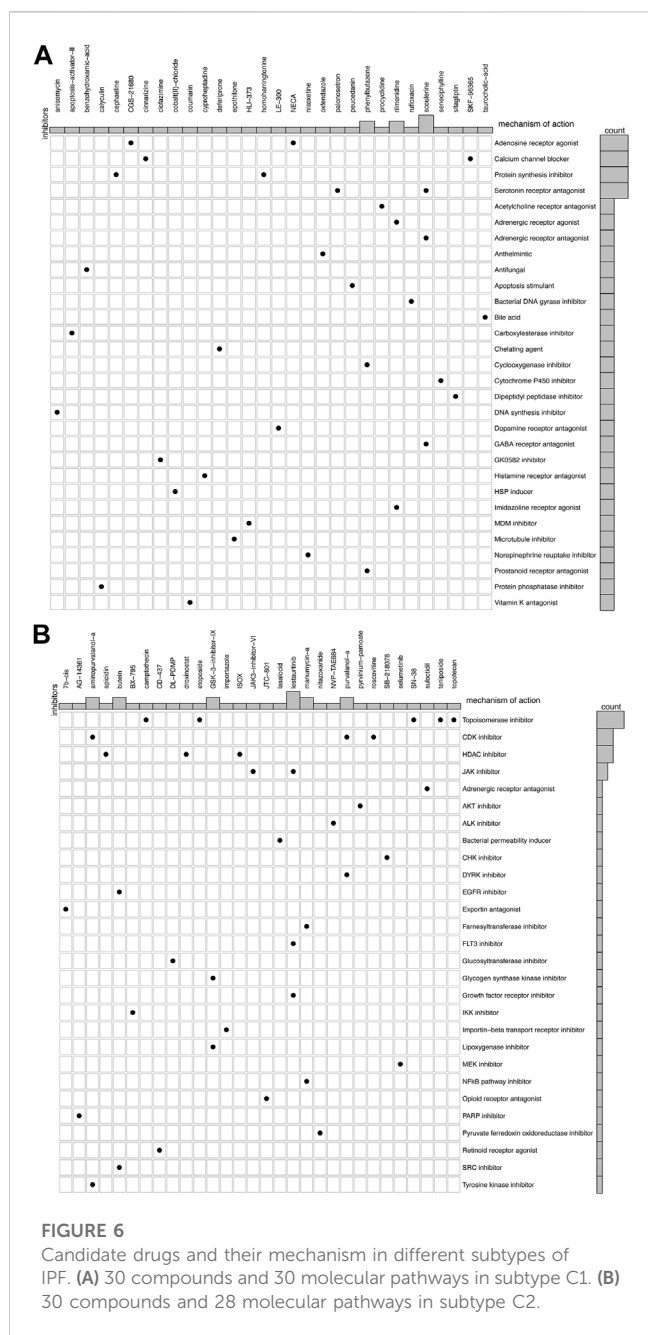 A
inhibitors
anisomycin
apoptosis-activator-II
benzohydroxamic-acid
calyculin
cephaeline
CGS-21680
cinnarizine
clofazimine
cobalt(II)-chloride
coumarin
cyproheptadine
deferiprone
epothilone
HLI-373
homoharringtonine
LE-300
NECA
nisoxetine
oxfendazole
palonosetron
peucedanin
phenylbutazone
procyclidine
rilmenidine
rufloxacin
scoulerine
seneciphylline
sitagliptin
SKF-96365
taurocholic-acid
mechanism of action
count
Adenosine receptor agonist
Calcium channel blocker
Protein synthesis inhibitor
Serotonin receptor antagonist
Acetylcholine receptor antagonist
Adrenergic receptor agonist
Adrenergic receptor antagonist
Anthelmintic
Antifungal
Apoptosis stimulant
Bacterial DNA gyrase inhibitor
Bile acid
Carboxylesterase inhibitor
Chelating agent
Cyclooxygenase inhibitor
Cytochrome P450 inhibitor
Dipeptidyl peptidase inhibitor
DNA synthesis inhibitor
Dopamine receptor antagonist
GABA receptor antagonist
GK0582 inhibitor
Histamine receptor antagonist
HSP inducer
Imidazoline receptor agonist
MDM inhibitor
Microtubule inhibitor
Norepinephrine reuptake inhibitor
Prostanoid receptor antagonist
Protein phosphatase inhibitor
Vitamin K antagonist
B
inhibitors
7b-cis
AG-14361
aminopurvalanol-a
apicidin
butein
BX-795
camptothecin
CD-437
DL-PDMP
droxinostat
etoposide
GSK-3-inhibitor-IX
importazole
ISOX
JAK3-inhibitor-VI
JTC-801
lasalocid
lestaurtinib
manumycin-a
nitazoxanide
NVP-TAE684
purvalanol-a
pyrvinium-pamoate
roscovitine
SB-218078
selumetinib
SN-38
suloctidil
teniposide
topotecan
mechanism of action
count
Topoisomerase inhibitor
CDK inhibitor
HDAC inhibitor
JAK inhibitor
Adrenergic receptor antagonist
AKT inhibitor
ALK inhibitor
Bacterial permeability inducer
CHK inhibitor
DYRK inhibitor
EGFR inhibitor
Exportin antagonist
Farnesyltransferase inhibitor
FLT3 inhibitor
Glucosyltransferase inhibitor
Glycogen synthase kinase inhibitor
Growth factor receptor inhibitor
IKK inhibitor
Importin-beta transport receptor inhibitor
Lipoxygenase inhibitor
MEK inhibitor
NFkB pathway inhibitor
Opioid receptor antagonist
PARP inhibitor
Pyruvate ferredoxin oxidoreductase inhibitor
Retinoid receptor agonist
SRC inhibitor
Tyrosine kinase inhibitor
FIGURE 6
Candidate drugs and their mechanism in different subtypes of
IPF. (A) 30 compounds and 30 molecular pathways in subtype C1. (B)
30 compounds and 28 molecular pathways in subtype C2.